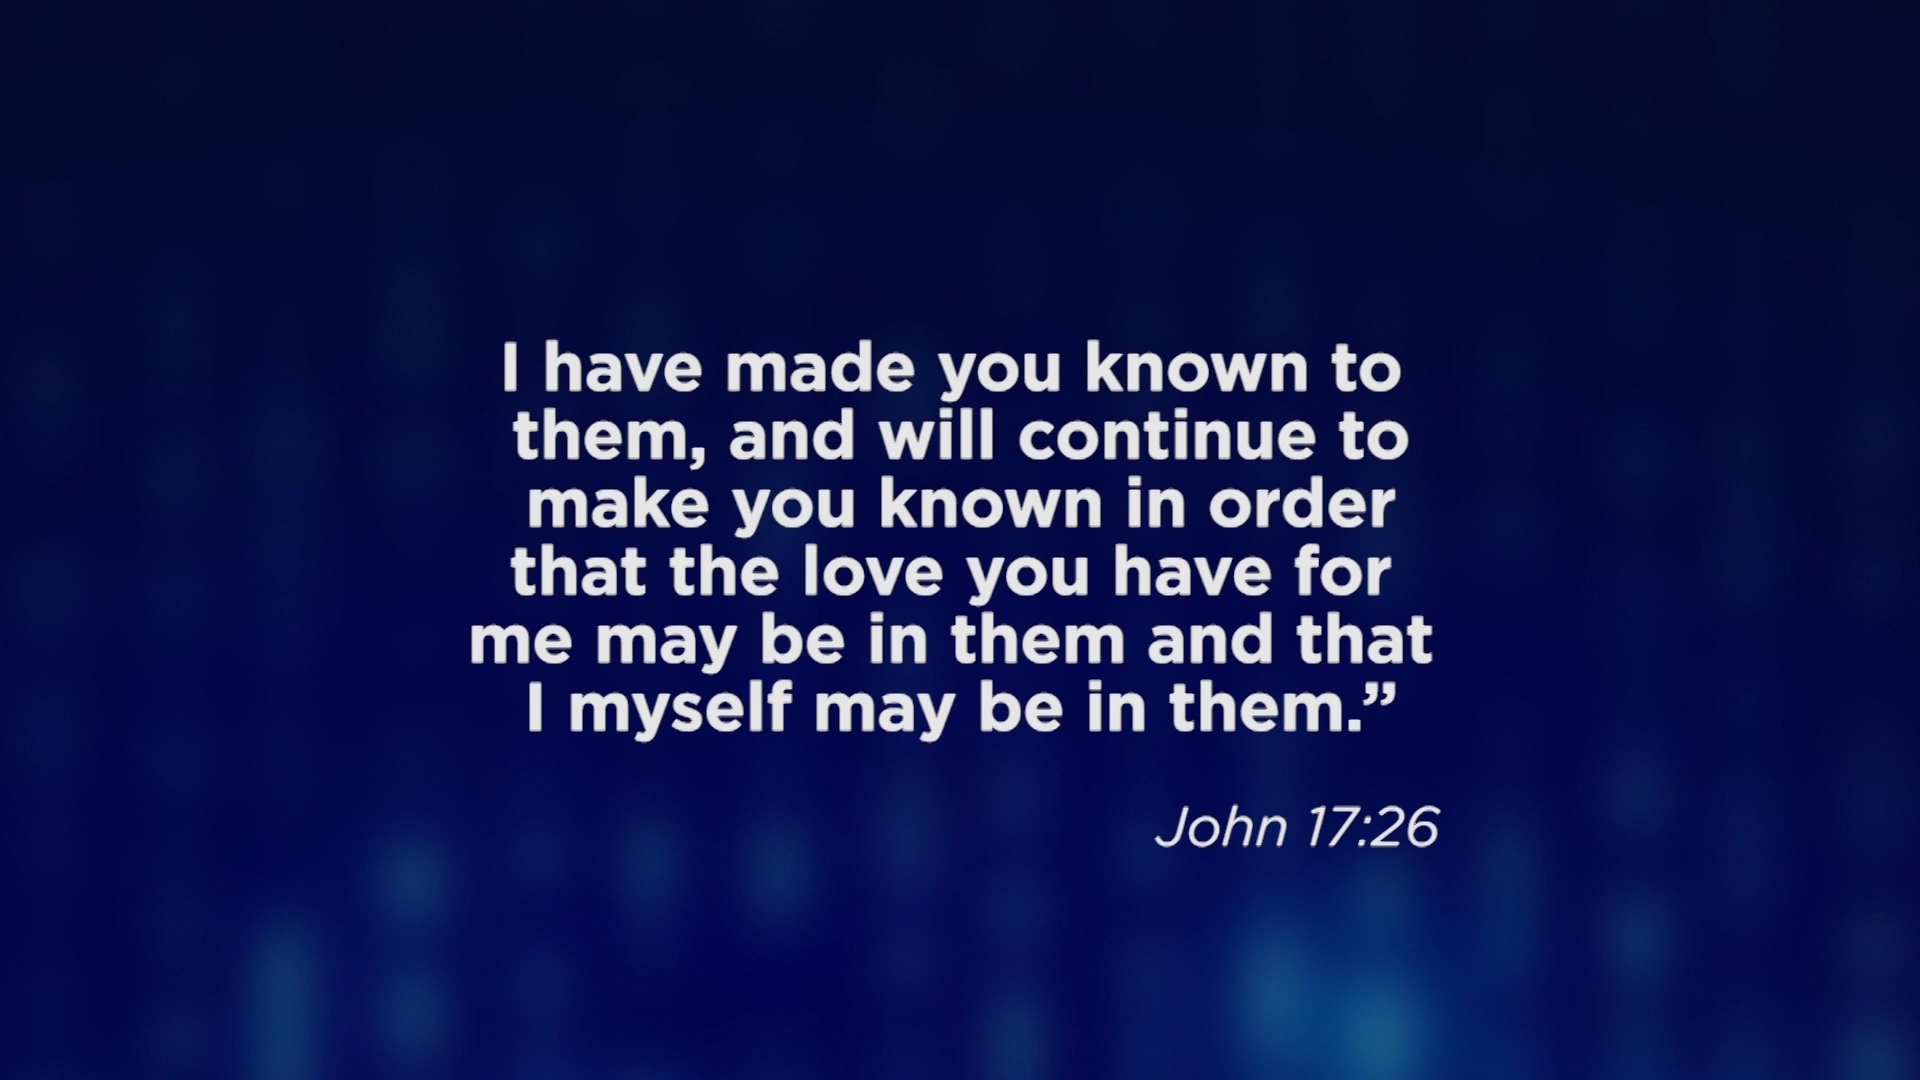 I have made you known to
them, and will continue to
make you known in order
that the love you have for
me may be in them and that
I myself may be in them.”
John 17:26